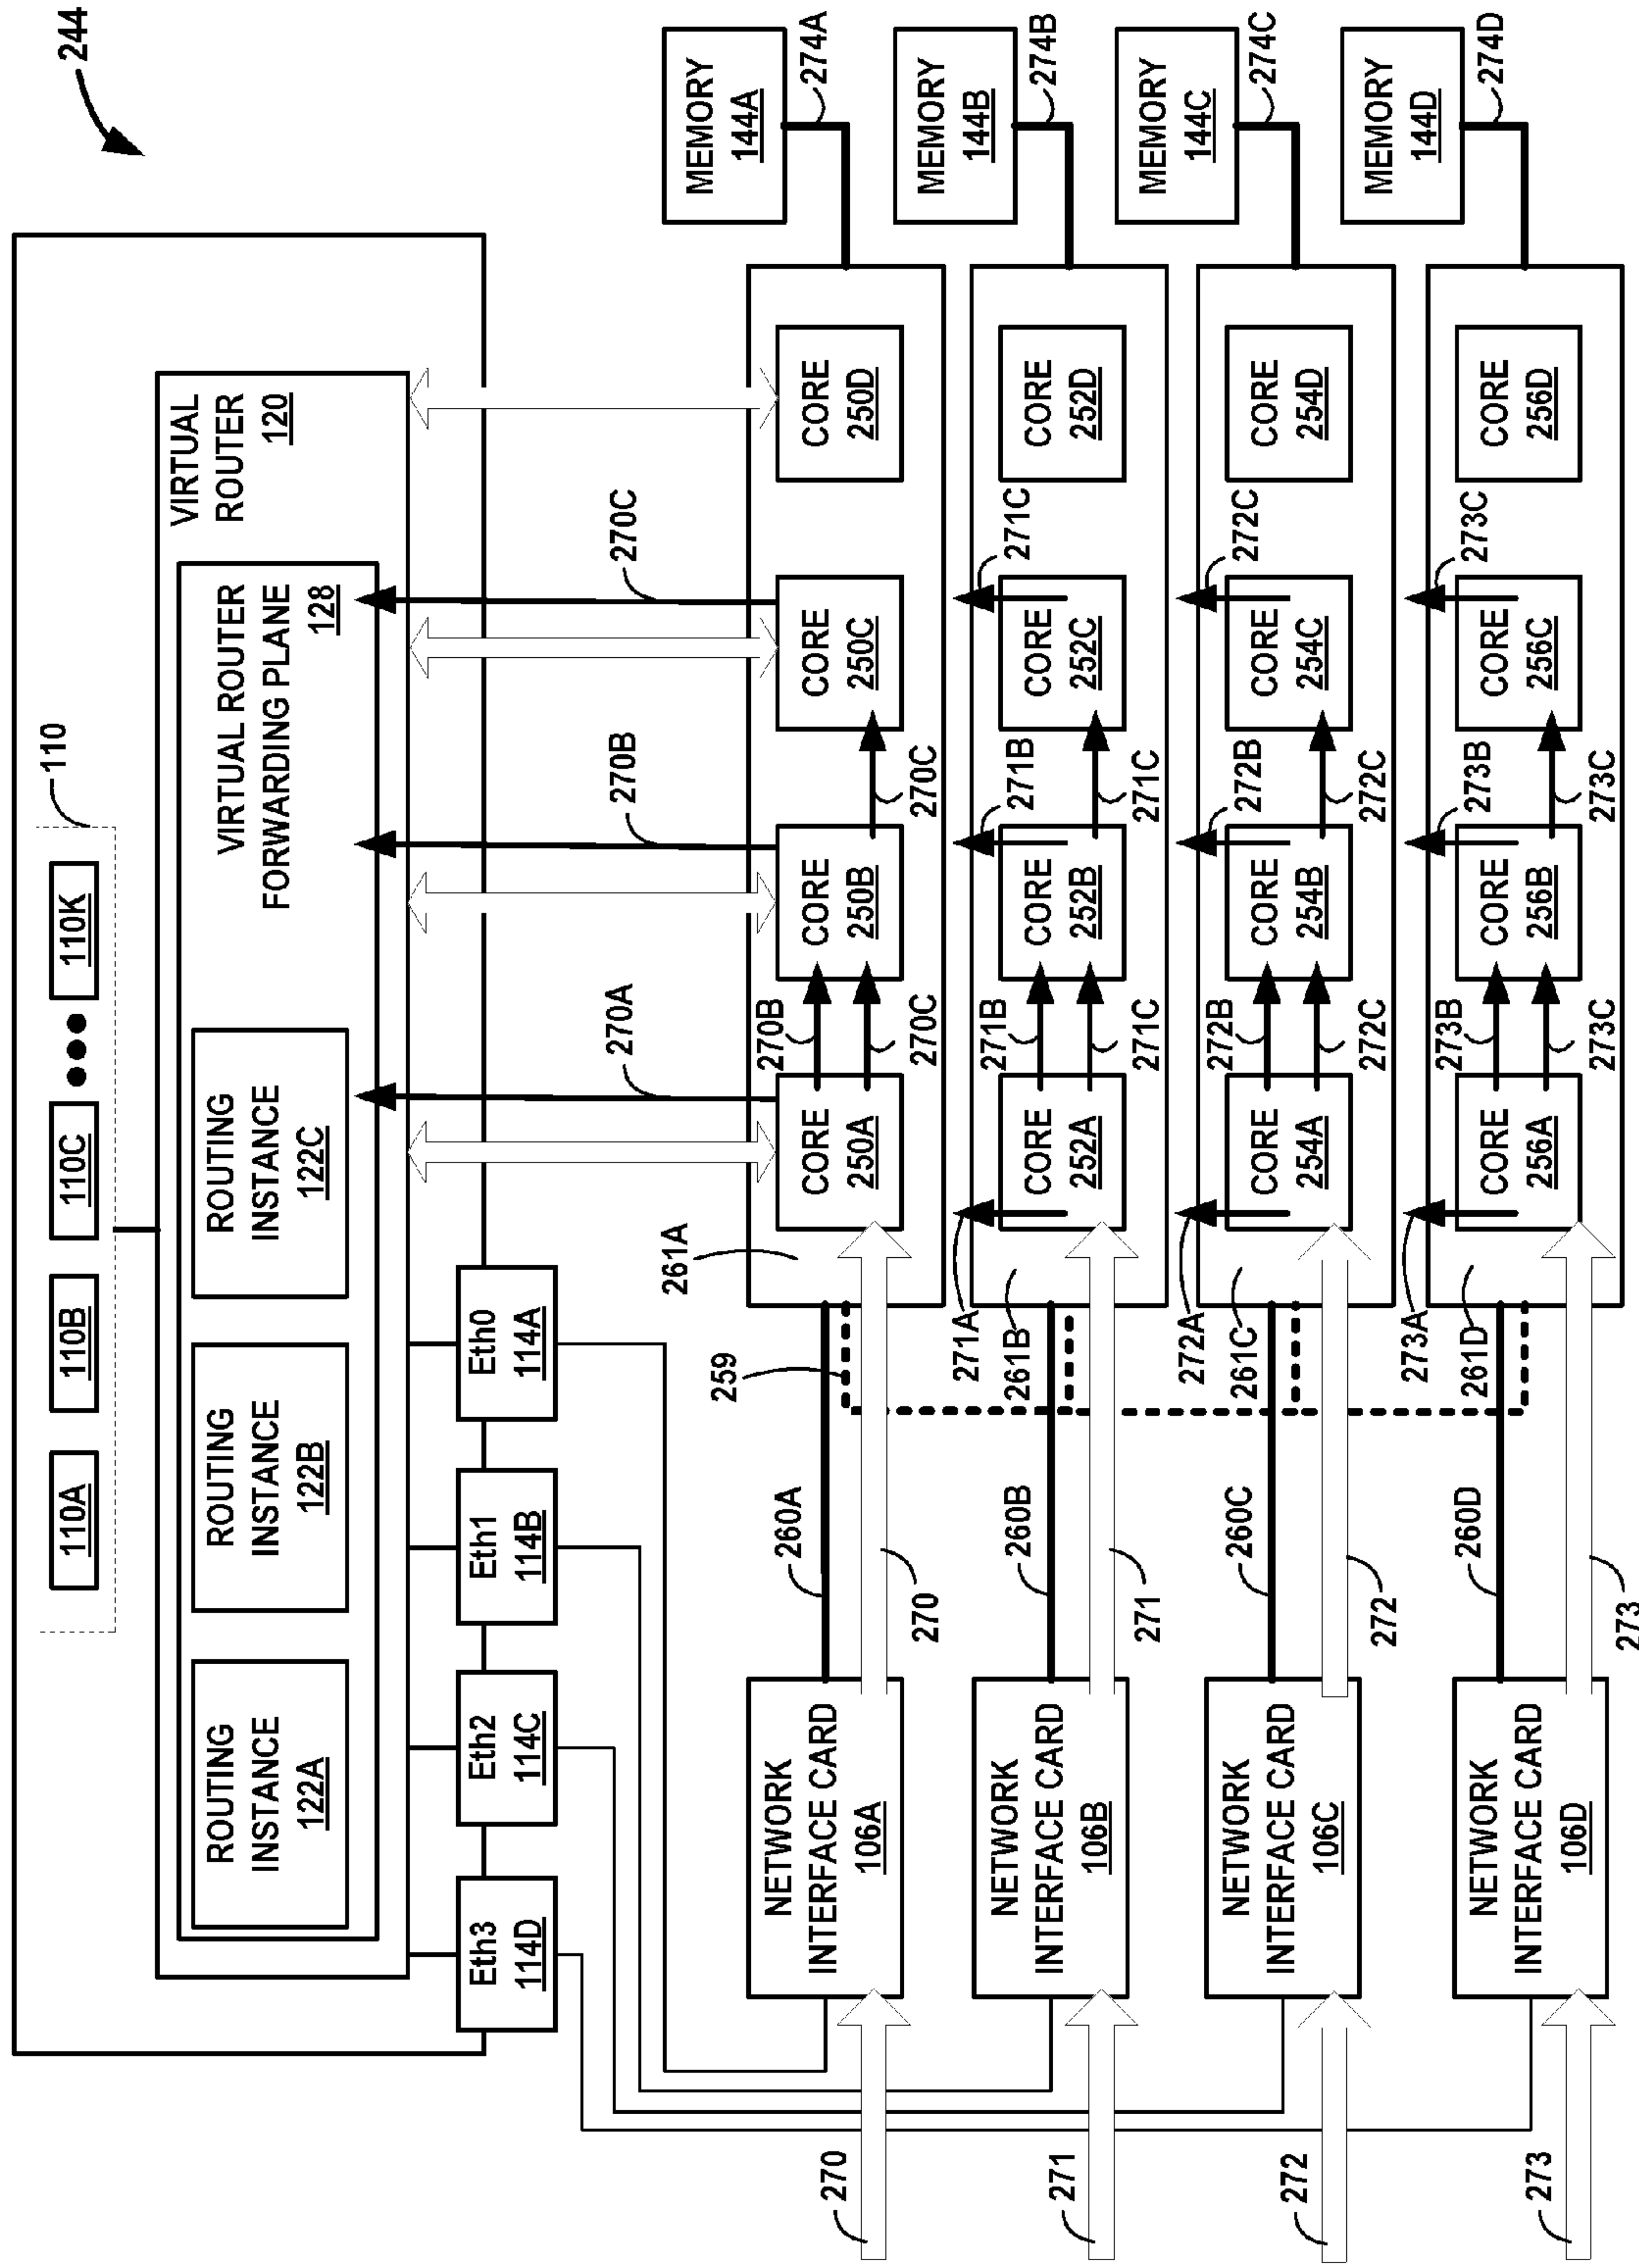 244
110
110A
110B
110C
110K
VIRTUAL
ROUTER
120
VIRTUAL ROUTER
FORWARDING PLANE
128
ROUTING
INSTANCE
122A
ROUTING
INSTANCE
122B
ROUTING
INSTANCE
122C
Eth3
114D
Eth2
114C
Eth1
114B
Eth0
114A
270A
270B
270C
261A
259
270
NETWORK
INTERFACE CARD
106A
260A
270
CORE
250A
270B
270C
CORE
250B
270C
CORE
250C
CORE
250D
MEMORY
144A
274A
271
NETWORK
INTERFACE CARD
106B
260B
271
271A
261B
CORE
252A
271B
271C
CORE
252B
271B
271C
CORE
252C
271C
CORE
252D
MEMORY
144B
274B
272
NETWORK
INTERFACE CARD
106C
260C
272
272A
261C
CORE
254A
272B
272C
CORE
254B
272B
272C
CORE
254C
272C
CORE
254D
MEMORY
144C
274C
273
NETWORK
INTERFACE CARD
106D
260D
273
273A
261D
CORE
256A
273B
273C
CORE
256B
273B
273C
CORE
256C
273C
CORE
256D
MEMORY
144D
274D